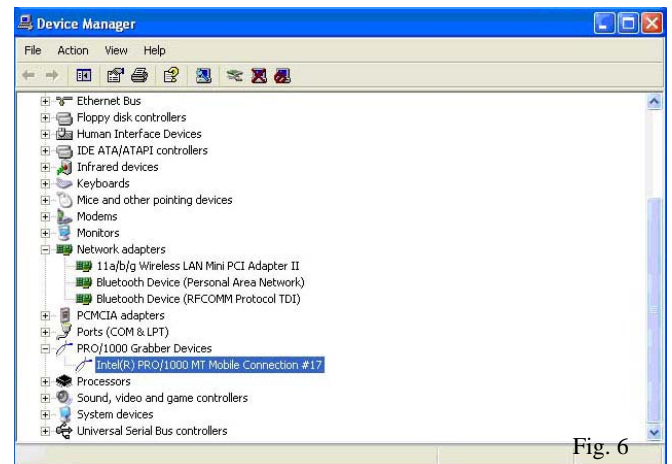 Device Manager
File Action View Help
Ethernet Bus
Floppy disk controllers
Human Interface Devices
IDE ATA/ATAPI controllers
Infrared devices
Keyboards
Mice and other pointing devices
Modems
Monitors
Network adapters
11a/b/g Wireless LAN Mini PCI Adapter II
Bluetooth Device (Personal Area Network)
Bluetooth Device (RFCOMM Protocol TDI)
PCMCIA adapters
Ports (COM & LPT)
PRO/1000 Grabber Devices
Intel(R) PRO/1000 MT Mobile Connection #17
Processors
Sound, video and game controllers
System devices
Universal Serial Bus controllers
Fig. 6